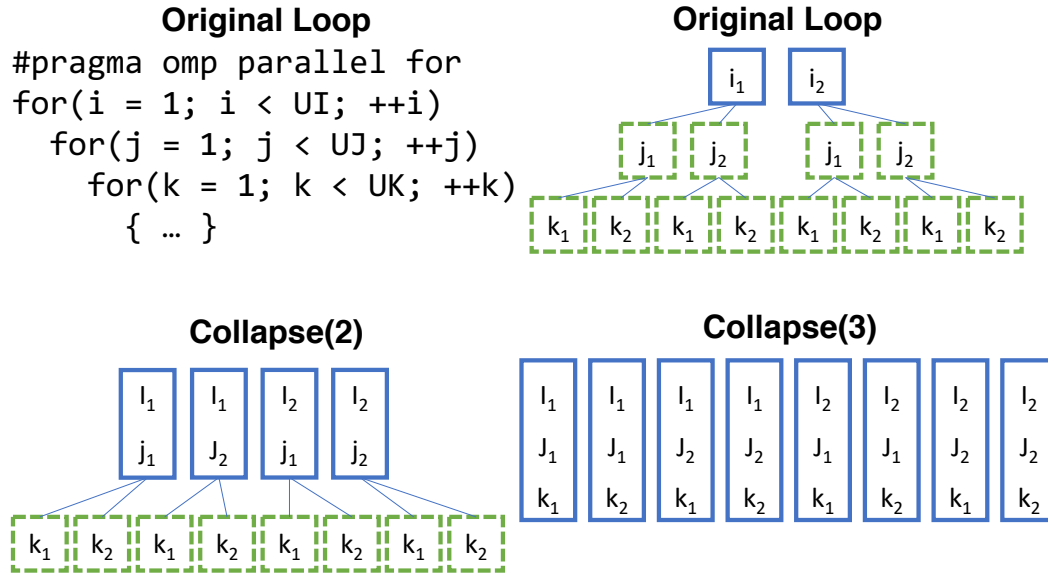 Original Loop
#pragma omp parallel for
for(i = 1; i < UI; ++i)
for(j = 1; j < UJ; ++j)
for(k = 1; k < UK; ++k)
{ … }
Original Loop
i₁ i₂
j₁ j₂ j₁ j₂
k₁ k₂ k₁ k₂ k₁ k₂ k₁ k₂
Collapse(2)
I₁ I₁ I₂ I₂
j₁ J₂ j₁ j₂
k₁ k₂ k₁ k₂ k₁ k₂ k₁ k₂
Collapse(3)
I₁ I₁ I₁ I₁ I₂ I₂ I₂ I₂
J₁ J₁ J₂ J₂ J₁ J₁ J₂ J₂
k₁ k₂ k₁ k₂ k₁ k₂ k₁ k₂